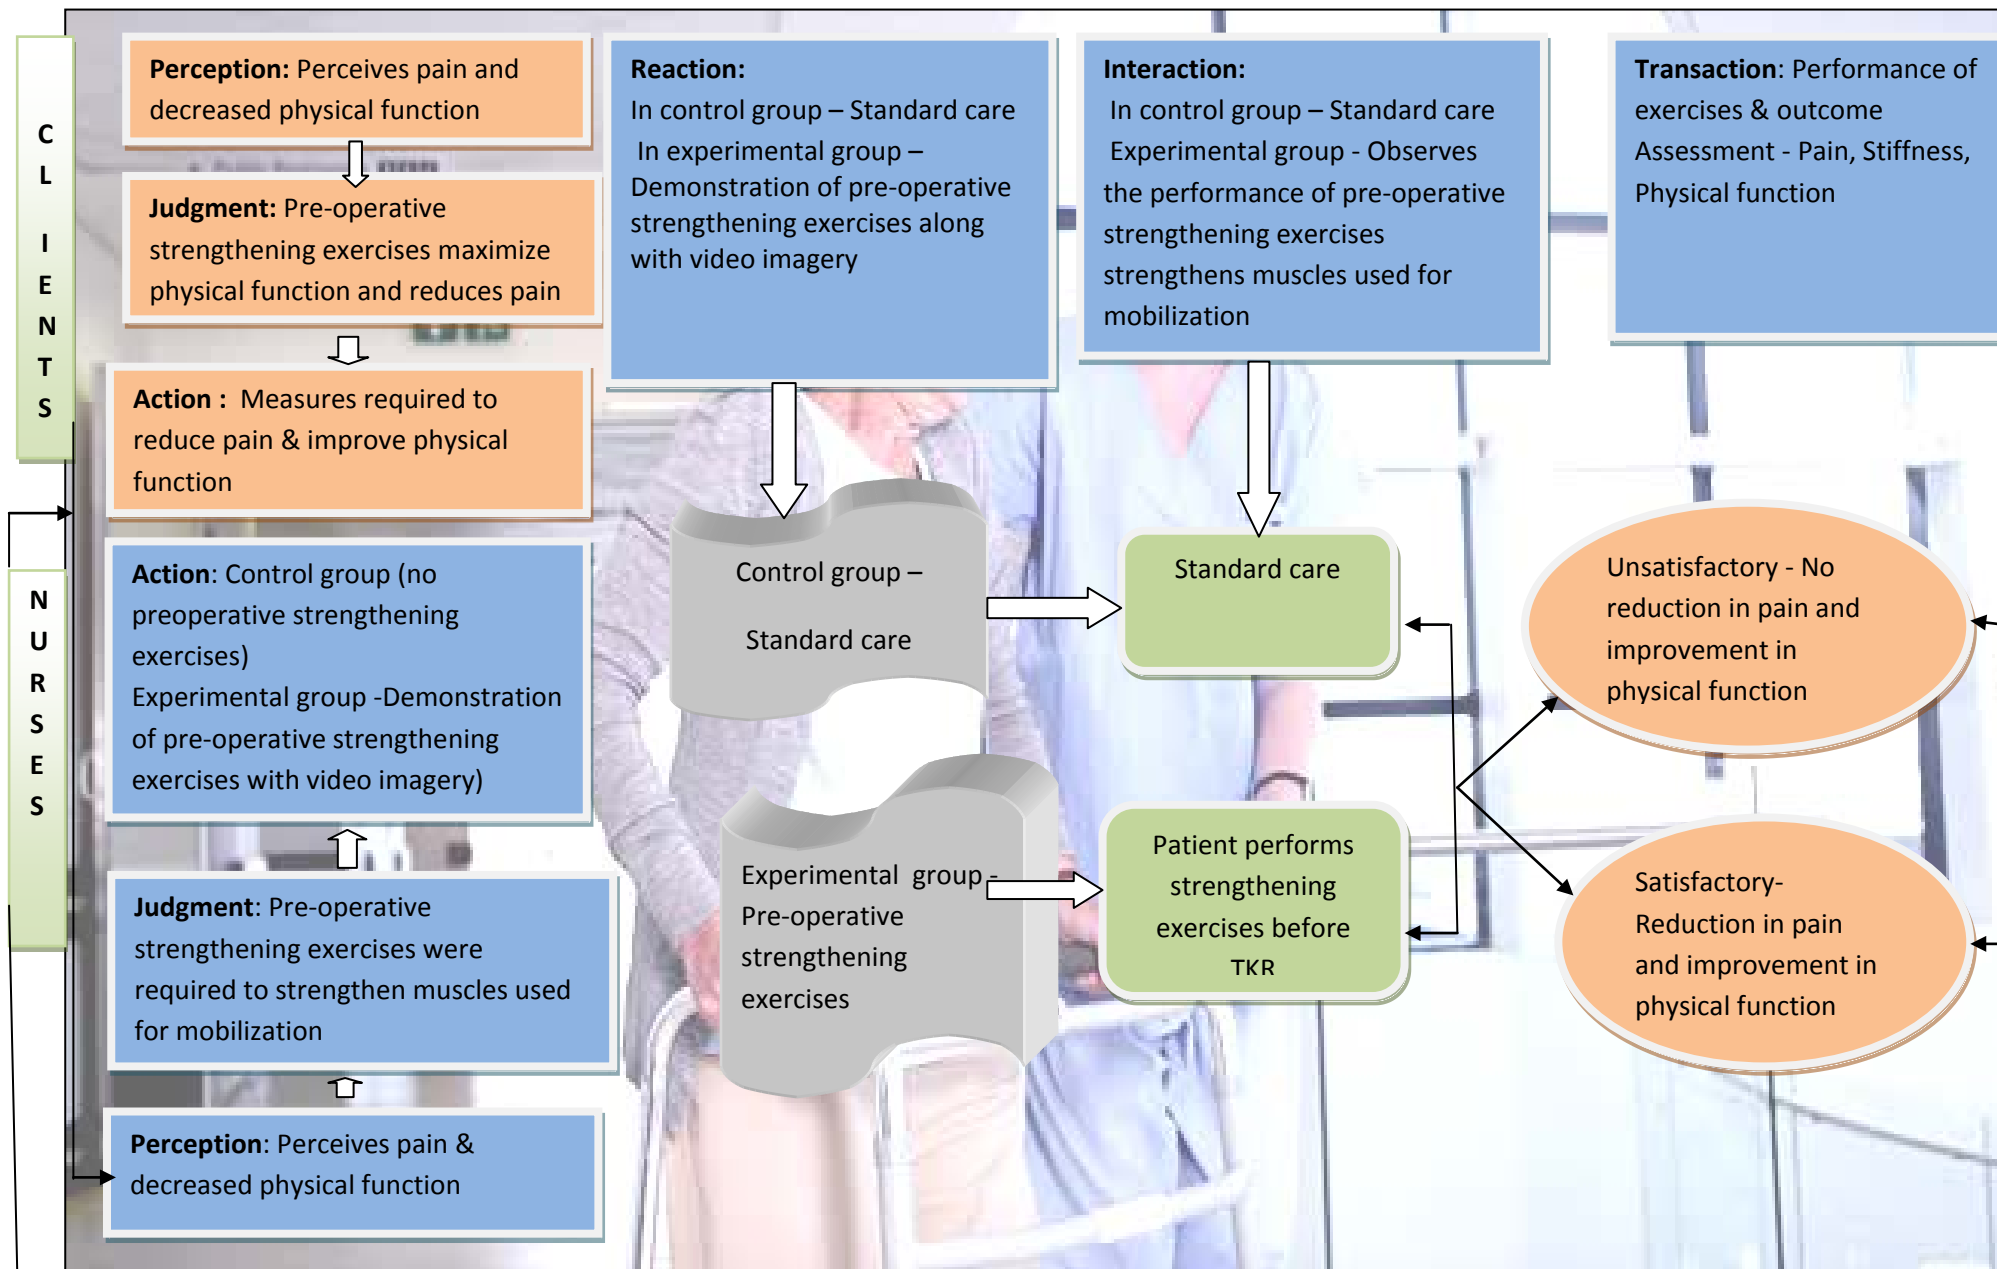 CL IENTS
Perception: Perceives pain and
decreased physical function
Judgment: Pre-operative
strengthening exercises maximize
physical function and reduces pain
Action : Measures required to
reduce pain & improve physical
function
NURSES
Action: Control group (no
preoperative strengthening
exercises)
Experimental group -Demonstration
of pre-operative strengthening
exercises with video imagery)
Judgment: Pre-operative
strengthening exercises were
required to strengthen muscles used
for mobilization
Perception: Perceives pain &
decreased physical function
Reaction:
In control group – Standard care
In experimental group –
Demonstration of pre-operative
strengthening exercises along
with video imagery
Control group –
Standard care
Experimental group -
Pre-operative
strengthening
exercises
Interaction:
In control group – Standard care
Experimental group - Observes
the performance of pre-operative
strengthening exercises
strengthens muscles used for
mobilization
Standard care
Patient performs
strengthening
exercises before
TKR
Transaction: Performance of
exercises & outcome
Assessment - Pain, Stiffness,
Physical function
Unsatisfactory - No
reduction in pain and
improvement in
physical function
Satisfactory-
Reduction in pain
and improvement in
physical function